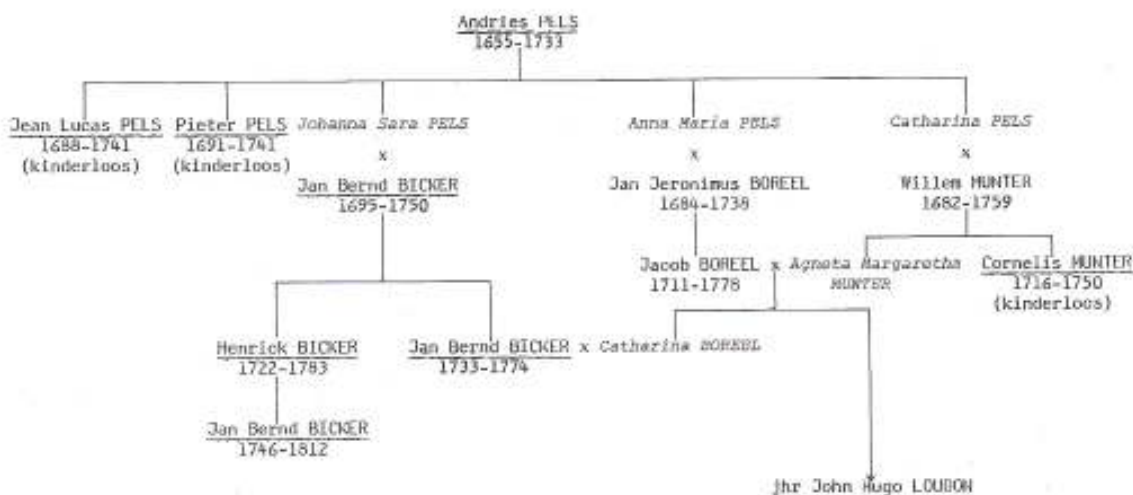 Andries PELS
1655-1733
Jean Lucas PELS Pieter PELS Johanna Sara PELS Anna Maria PELS Catharina PELS
1688-1741 1691-1741
(kinderloos) (kinderloos)
x x x
Jan Bernd BICKER Jan Jeronimus BOREEL Willem MUNTER
1695-1750 1684-1738 1682-1759
Jacob BOREEL x Agneta Margaretha Cornelis MUNTER
1711-1778 MUNTER 1716-1750
(kinderloos)
Henrick BICKER Jan Bernd BICKER x Catharina BOREEL
1722-1783 1733-1774
Jan Bernd BICKER
1746-1812
jhr John Hugo LOUDON